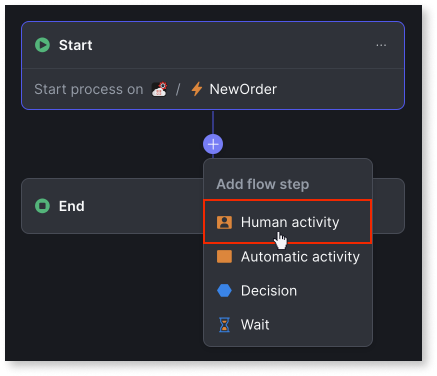 Start
Start process on / NewOrder
End
Add flow step
Human activity
Automatic activity
Decision
Wait